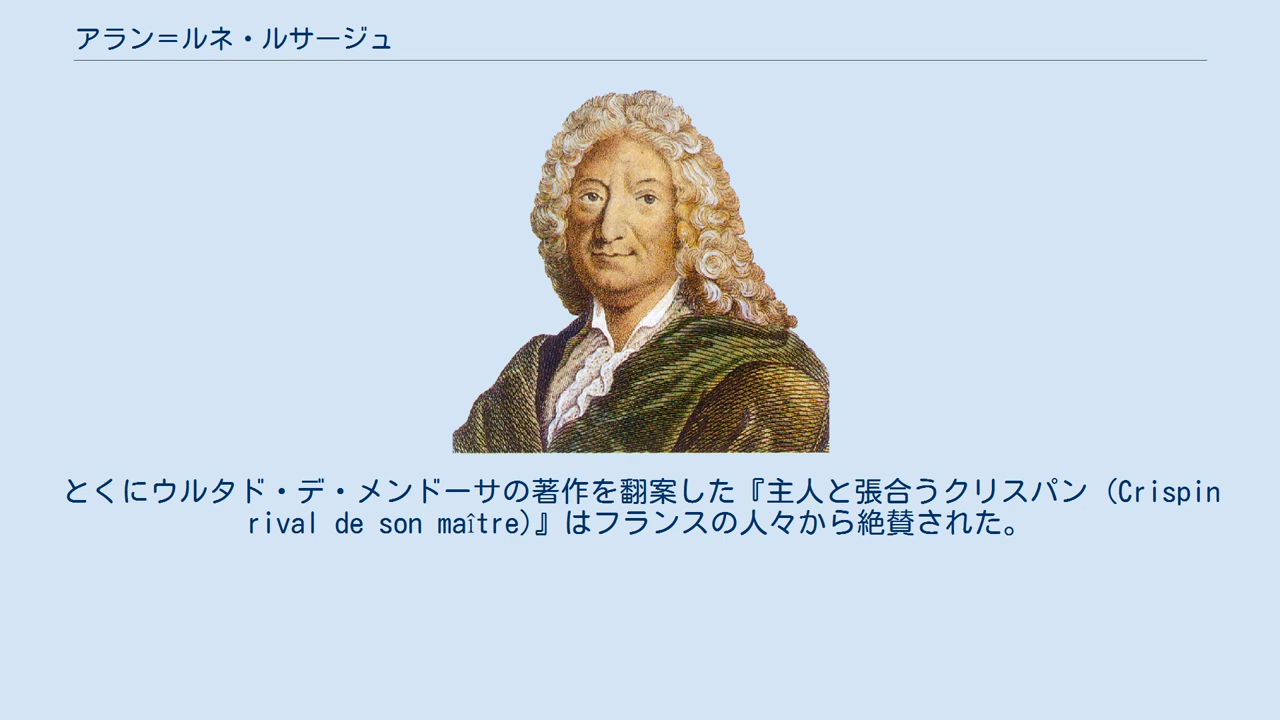 アラン＝ルネ・ルサージュ
とくにウルタド・デ・メンドーサの著作を翻案した『主人と張合うクリスパン (Crispin
rival de son maître)』はフランスの人々から絶賛された。